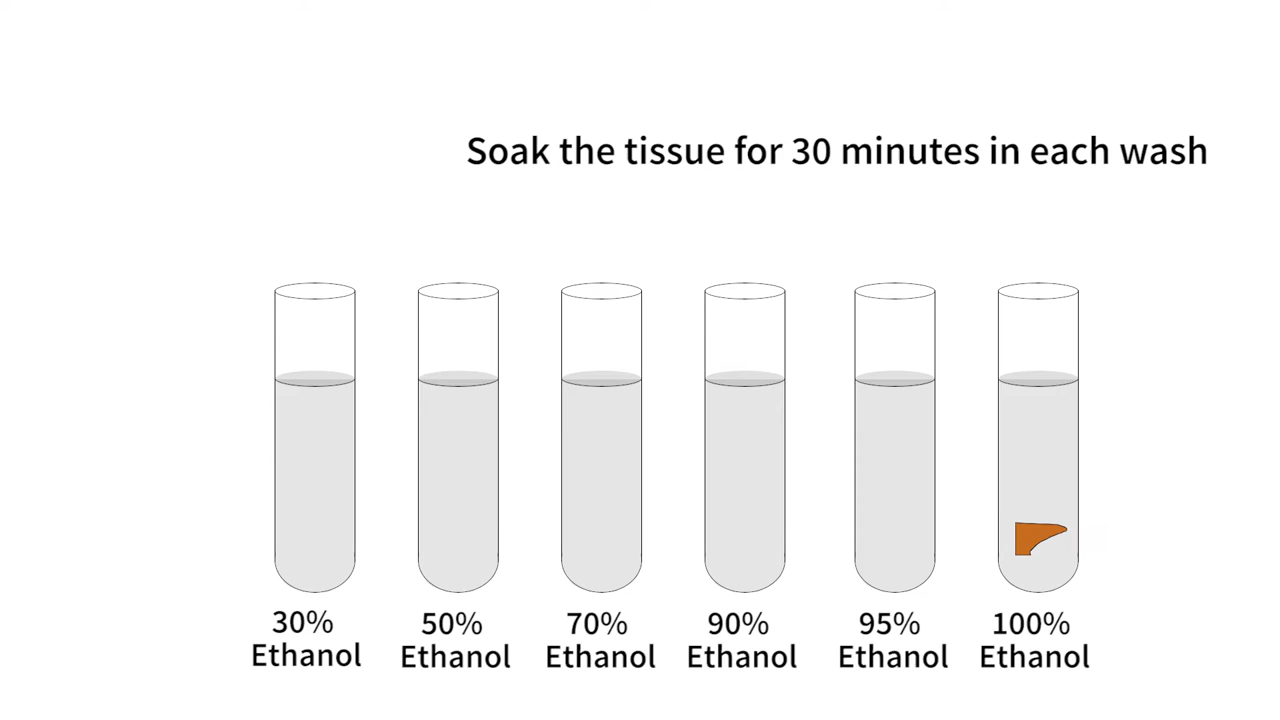 Soak the tissue for 30 minutes in each wash
30% 50% 70% 90% 95% 100%
Ethanol Ethanol Ethanol Ethanol Ethanol Ethanol